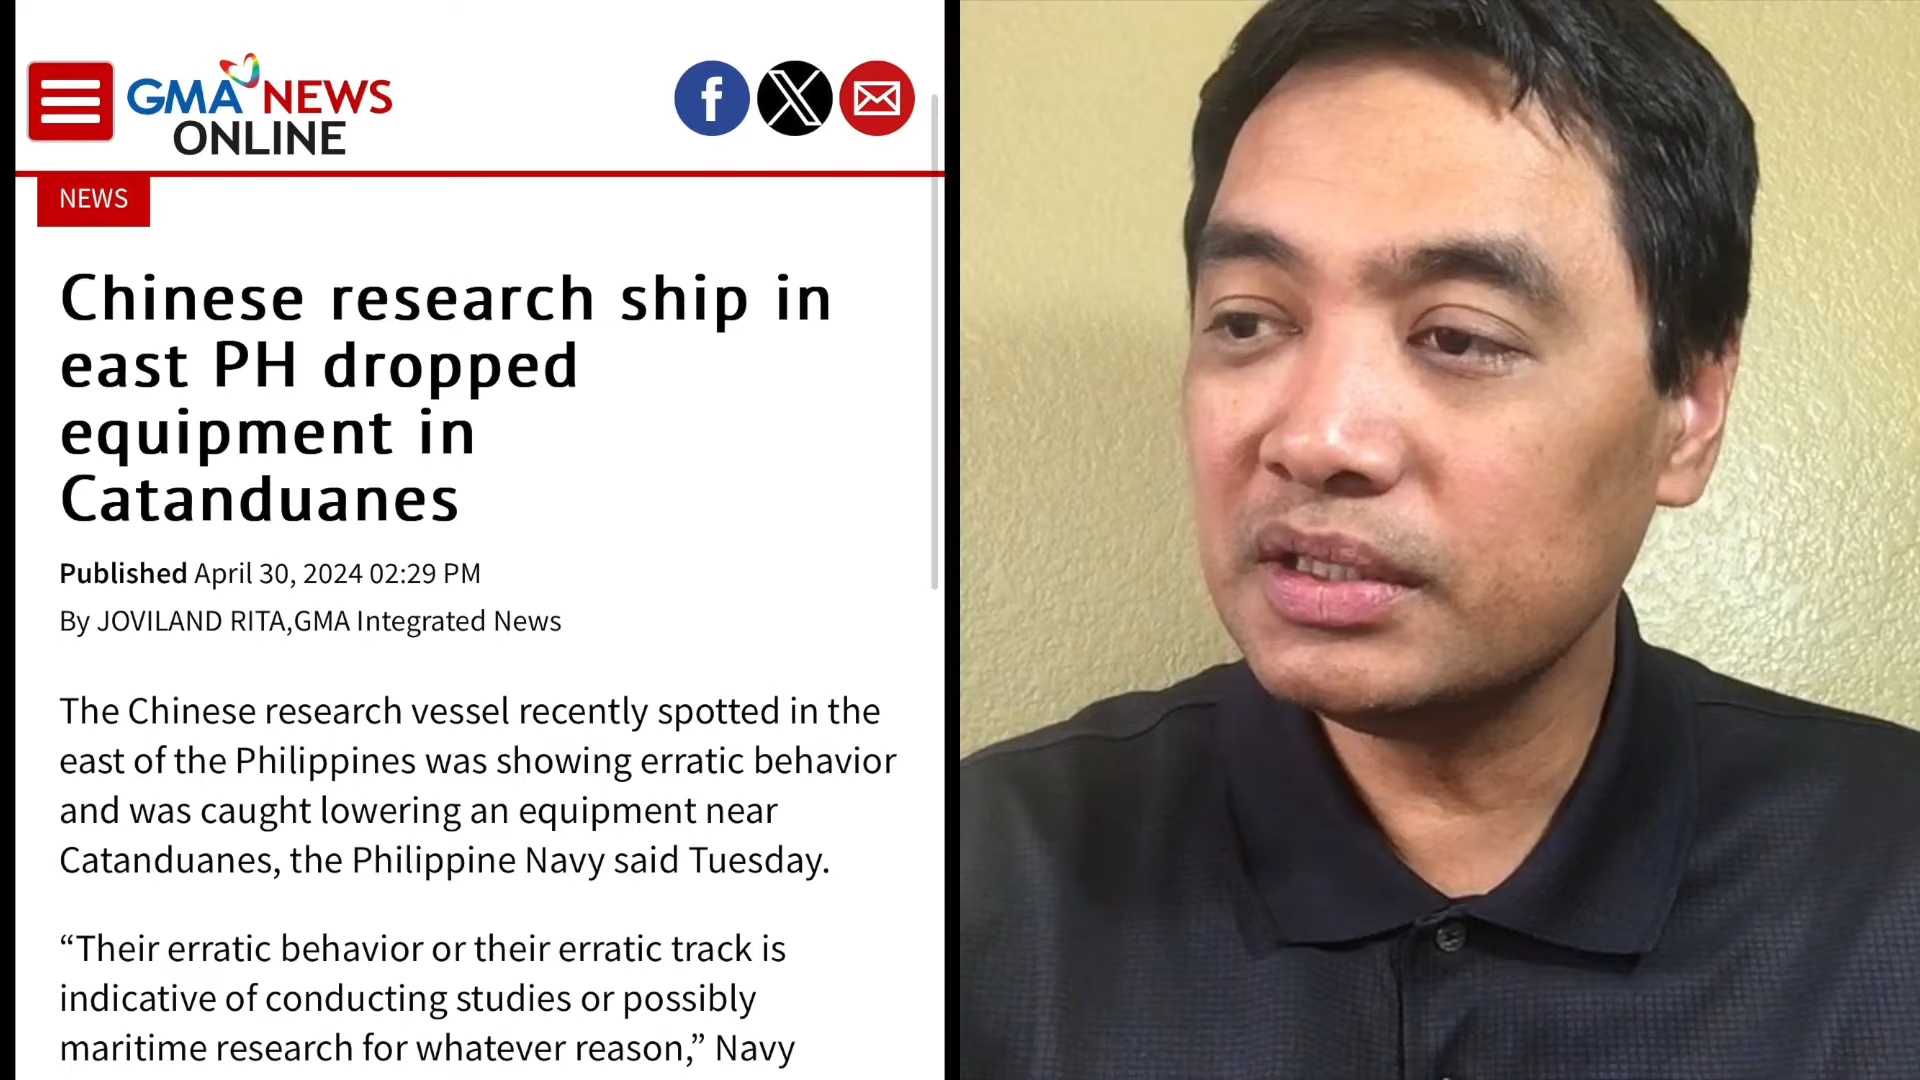 GMA NEWS
ONLINE
NEWS
Chinese research ship in
east PH dropped
equipment in
Catanduanes
Published April 30, 2024 02:29 PM
By JOVILAND RITA,GMA Integrated News
The Chinese research vessel recently spotted in the
east of the Philippines was showing erratic behavior
and was caught lowering an equipment near
Catanduanes, the Philippine Navy said Tuesday.
“Their erratic behavior or their erratic track is
indicative of conducting studies or possibly
maritime research for whatever reason,” Navy